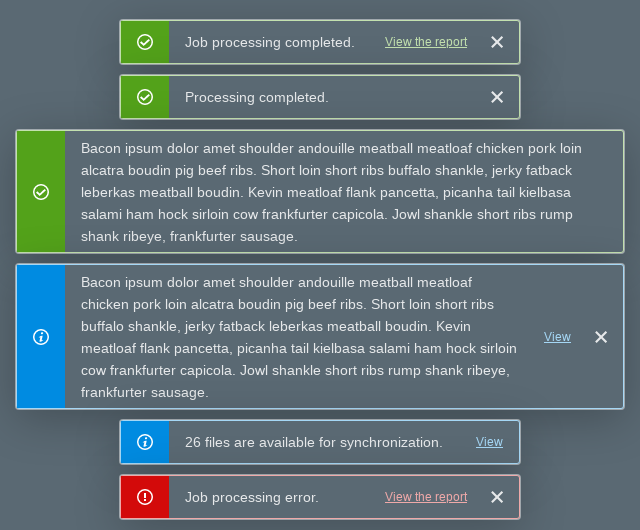 Job processing completed. View the report
Processing completed.
Bacon ipsum dolor amet shoulder andouille meatball meatloaf chicken pork loin
alcatra boudin pig beef ribs. Short loin short ribs buffalo shankle, jerky fatback
leberkas meatball boudin. Kevin meatloaf flank pancetta, picanha tail kielbasa
salami ham hock sirloin cow frankfurter capicola. Jowl shankle short ribs rump
shank ribeye, frankfurter sausage.
Bacon ipsum dolor amet shoulder andouille meatball meatloaf
chicken pork loin alcatra boudin pig beef ribs. Short loin short ribs
buffalo shankle, jerky fatback leberkas meatball boudin. Kevin
meatloaf flank pancetta, picanha tail kielbasa salami ham hock sirloin
cow frankfurter capicola. Jowl shankle short ribs rump shank ribeye,
frankfurter sausage.
View
26 files are available for synchronization. View
Job processing error. View the report